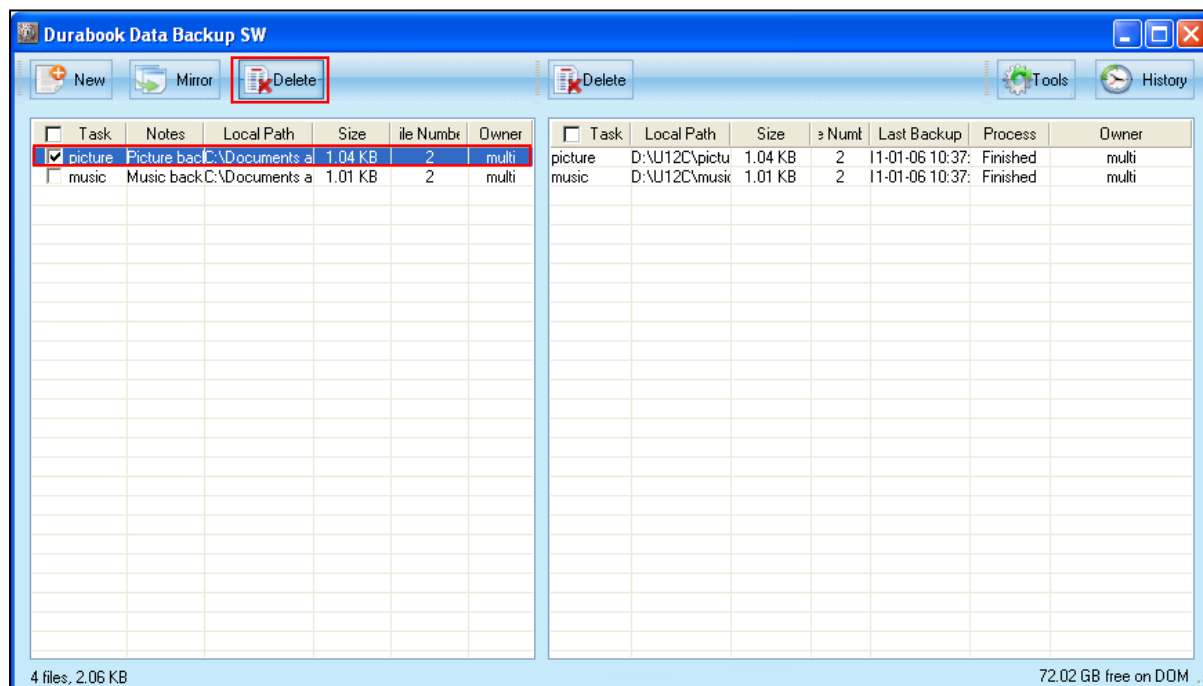 Durabook Data Backup SW
New Mirror Delete Delete Tools History
Task Notes Local Path Size ile Numbe Owner Task Local Path Size e Numb Last Backup Process Owner
picture Picture bac C:\Documents a 1.04 KB 2 multi picture D:\U12C\pictu 1.04 KB 2 11-01-06 10:37: Finished multi
music Music back C:\Documents a 1.01 KB 2 multi music D:\U12C\music 1.01 KB 2 11-01-06 10:37: Finished multi
4 files, 2.06 KB 72.02 GB free on DOM